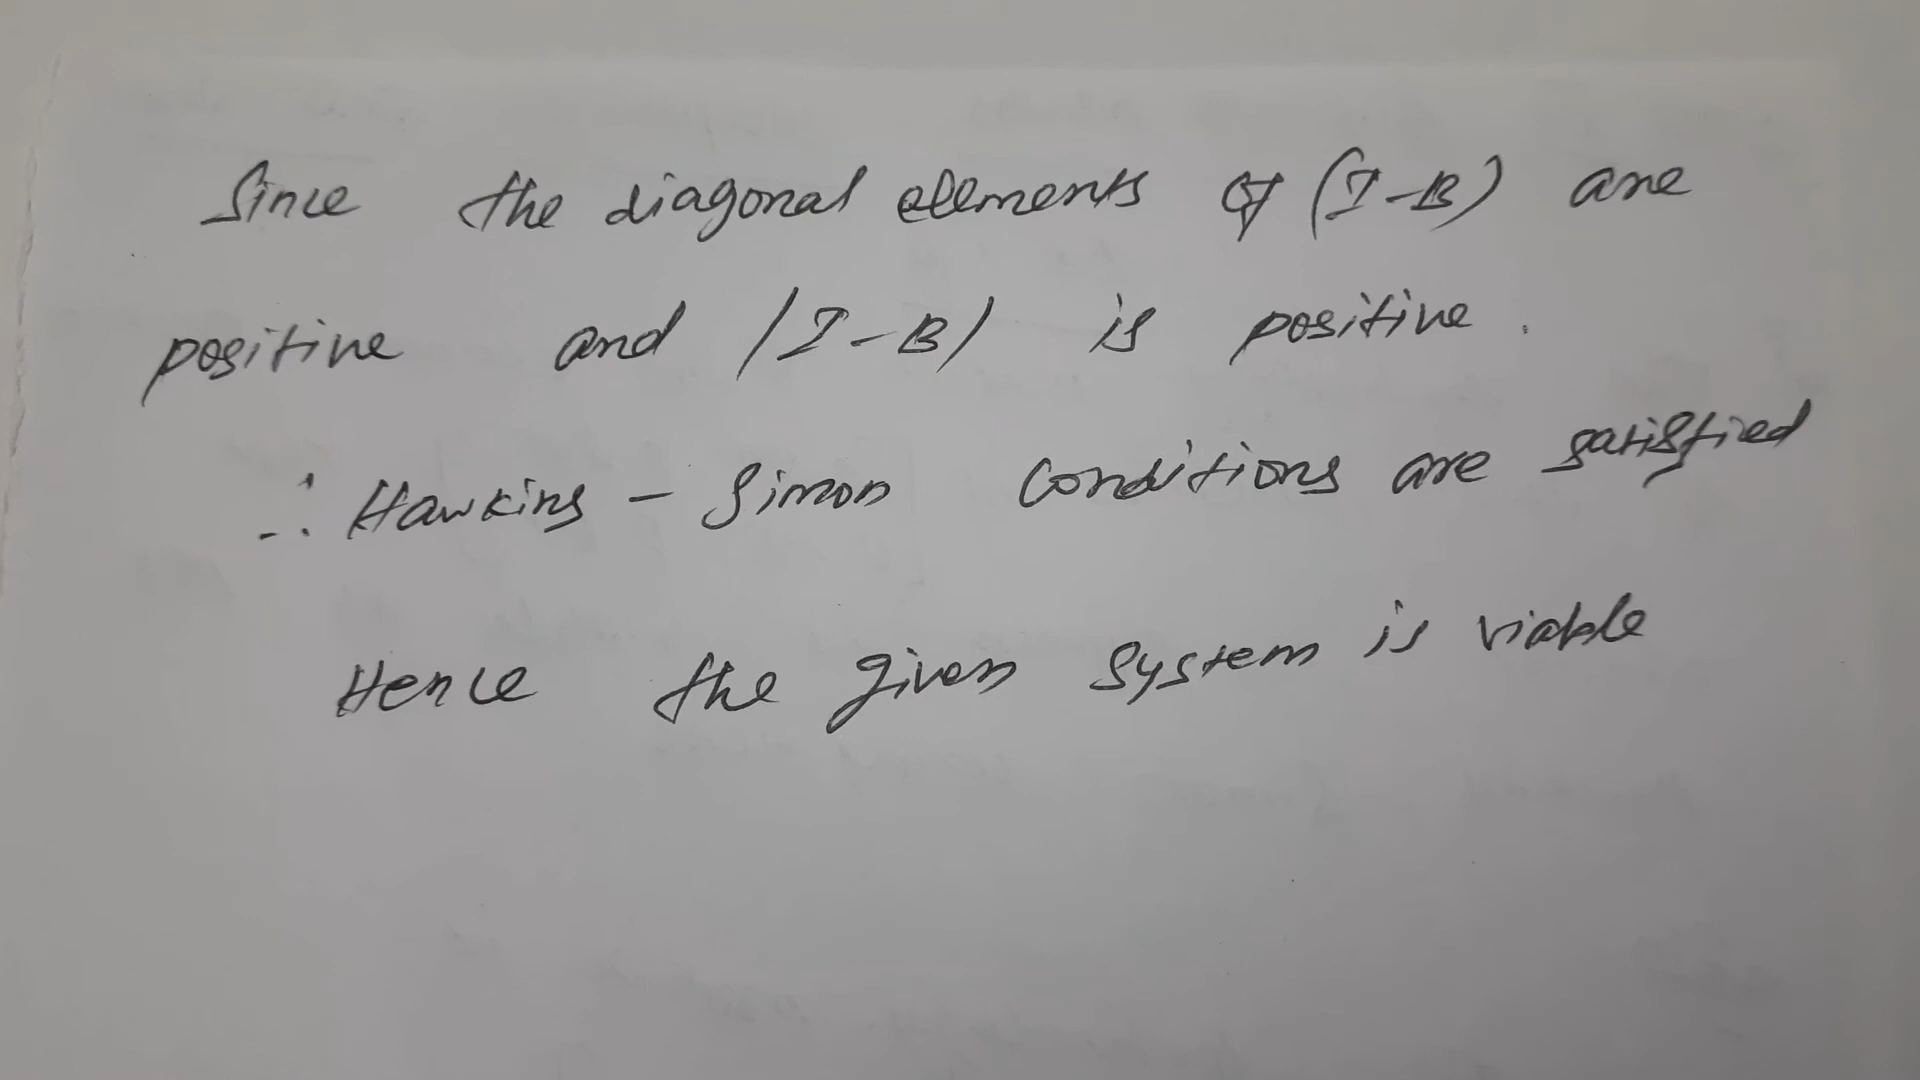 Since the diagonal elements of (I-B) are
positive and |I-B| is positive.
∴ Hawkins - Simon conditions are satisfied
Hence the given system is viable